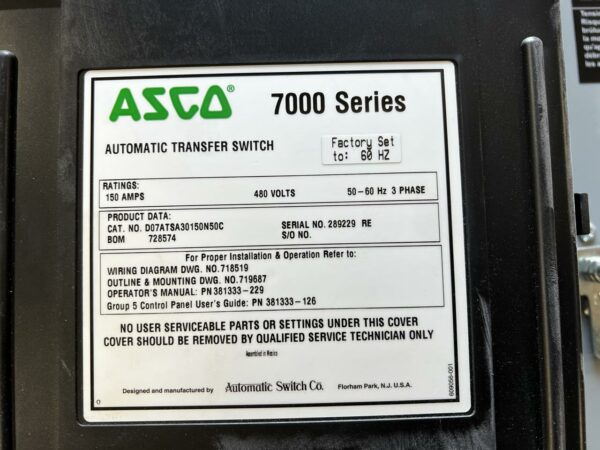 ASCO® 7000 Series
AUTOMATIC TRANSFER SWITCH
Factory Set
to: 60 HZ
RATINGS:
150 AMPS 480 VOLTS 50-60 Hz 3 PHASE
PRODUCT DATA:
CAT. NO. D07ATSA30150N50C SERIAL NO. 289229 RE
BOM 728574 S/O NO.
For Proper Installation & Operation Refer to:
WIRING DIAGRAM DWG. NO.718519
OUTLINE & MOUNTING DWG. NO.719687
OPERATOR'S MANUAL: PN 381333-229
Group 5 Control Panel User's Guide: PN 381333-126
NO USER SERVICEABLE PARTS OR SETTINGS UNDER THIS COVER
COVER SHOULD BE REMOVED BY QUALIFIED SERVICE TECHNICIAN ONLY
Assembled in Mexico
Designed and manufactured by Automatic Switch Co. Florham Park, N.J. U.S.A.
609056-001